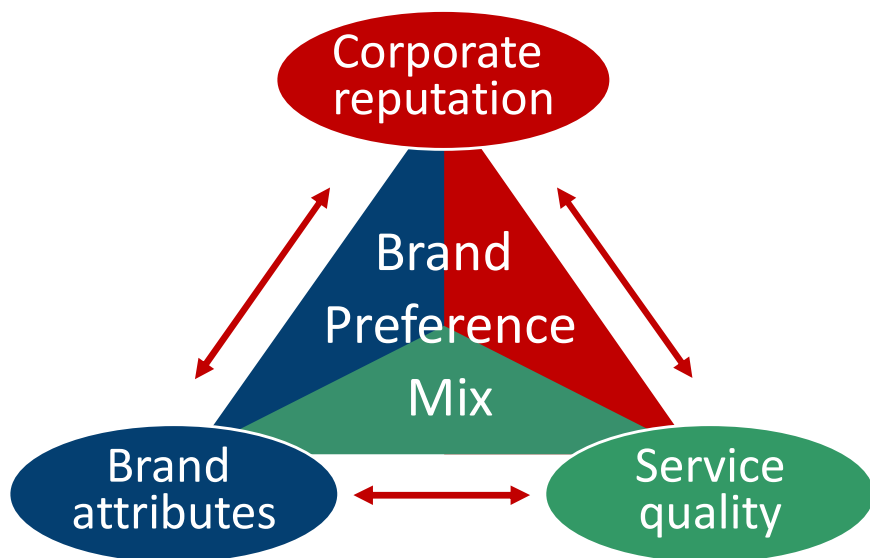 Corporate
reputation
Brand
Preference
Mix
Brand
attributes
Service
quality